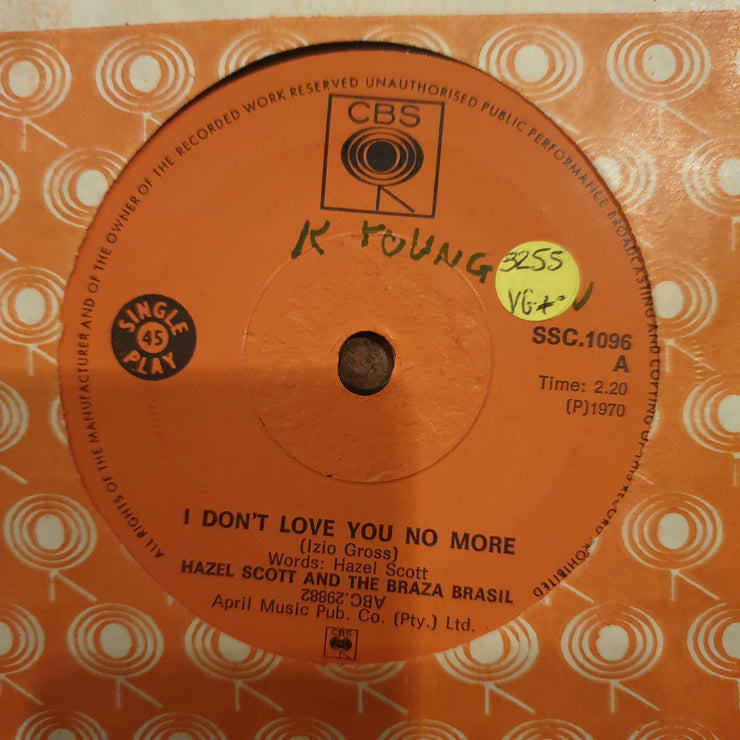 ALL RIGHTS OF THE MANUFACTURER AND OF THE OWNER OF THE RECORDED WORK RESERVED UNAUTHORISED PUBLIC PERFORMANCE BROADCASTING AND COPYING OF THIS RECORD PROHIBITED
CBS
K YOUNG
3255
VG+
SSC.1096
A
Time: 2.20
(P)1970
SINGLE
45
PLAY
I DON'T LOVE YOU NO MORE
(Izio Gross)
Words: Hazel Scott
HAZEL SCOTT AND THE BRAZA BRASIL
ABC.29882
April Music Pub. Co. (Pty.) Ltd.
CBS